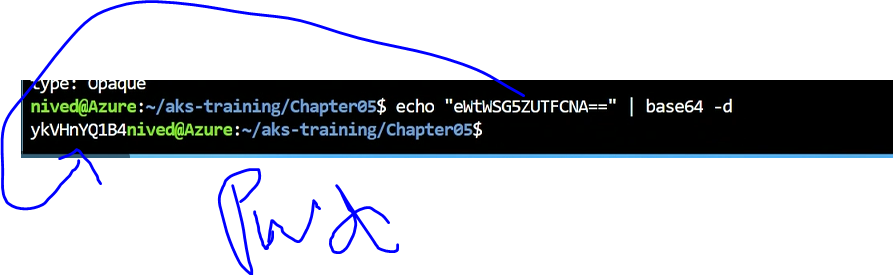 type: Opaque
nived@Azure:~/aks-training/Chapter05$ echo "eWtWSG5ZUTFCNA==" | base64 -d
ykVHnYQ1B4nived@Azure:~/aks-training/Chapter05$